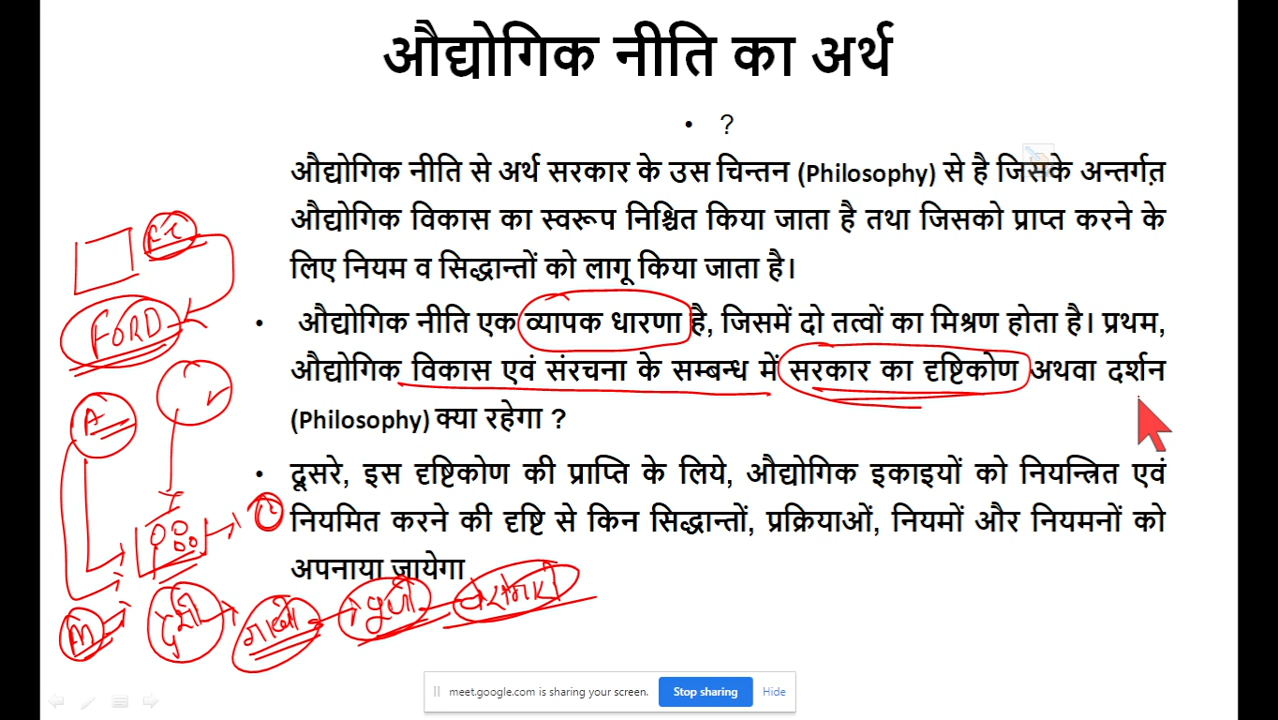 औद्योगिक नीति का अर्थ
• ?
औद्योगिक नीति से अर्थ सरकार के उस चिन्तन (Philosophy) से है जिसके अन्तर्गत
औद्योगिक विकास का स्वरूप निश्चित किया जाता है तथा जिसको प्राप्त करने के
लिए नियम व सिद्धान्तों को लागू किया जाता है।
• औद्योगिक नीति एक व्यापक धारणा है, जिसमें दो तत्वों का मिश्रण होता है। प्रथम,
औद्योगिक विकास एवं संरचना के सम्बन्ध में सरकार का दृष्टिकोण अथवा दर्शन
(Philosophy) क्या रहेगा ?
• दूसरे, इस दृष्टिकोण की प्राप्ति के लिये, औद्योगिक इकाइयों को नियन्त्रित एवं
नियमित करने की दृष्टि से किन सिद्धान्तों, प्रक्रियाओं, नियमों और नियमनों को
अपनाया जायेगा
FORD
A
I
M
meet.google.com is sharing your screen.
Stop sharing
Hide